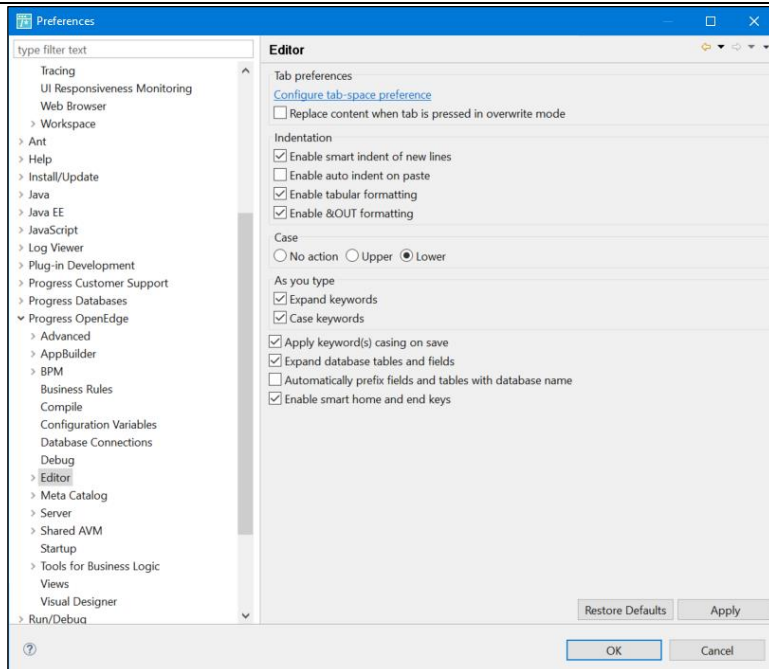 Preferences
type filter text
Tracing
UI Responsiveness Monitoring
Web Browser
Workspace
Ant
Help
Install/Update
Java
Java EE
JavaScript
Log Viewer
Plug-in Development
Progress Customer Support
Progress Databases
Progress OpenEdge
Advanced
AppBuilder
BPM
Business Rules
Compile
Configuration Variables
Database Connections
Debug
Editor
Meta Catalog
Server
Shared AVM
Startup
Tools for Business Logic
Views
Visual Designer
Run/Debug
Editor
Tab preferences
Configure tab-space preference
Replace content when tab is pressed in overwrite mode
Indentation
Enable smart indent of new lines
Enable auto indent on paste
Enable tabular formatting
Enable &OUT formatting
Case
No action Upper Lower
As you type
Expand keywords
Case keywords
Apply keyword(s) casing on save
Expand database tables and fields
Automatically prefix fields and tables with database name
Enable smart home and end keys
Restore Defaults Apply
OK Cancel